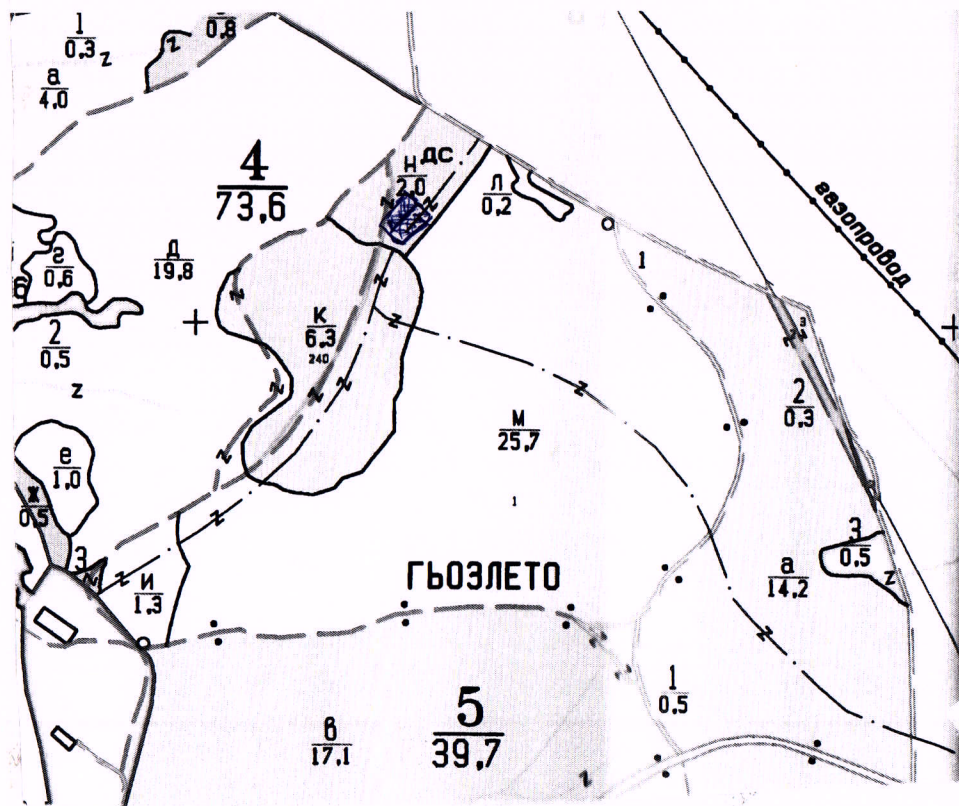 1
0,3
z
а
4,0
0,8
z
4
73,6
н дс
2,0
л
0,2
газопровод
г
0,6
д
19,8
б
2
0,5
z
к
6,3
240
1
3
2
0,3
м
25,7
1
е
1,0
ж
0,5
З
и
1,3
ГЬОЗЛЕТО
3
0,5
z
а
14,2
1
0,5
5
39,7
в
17,1